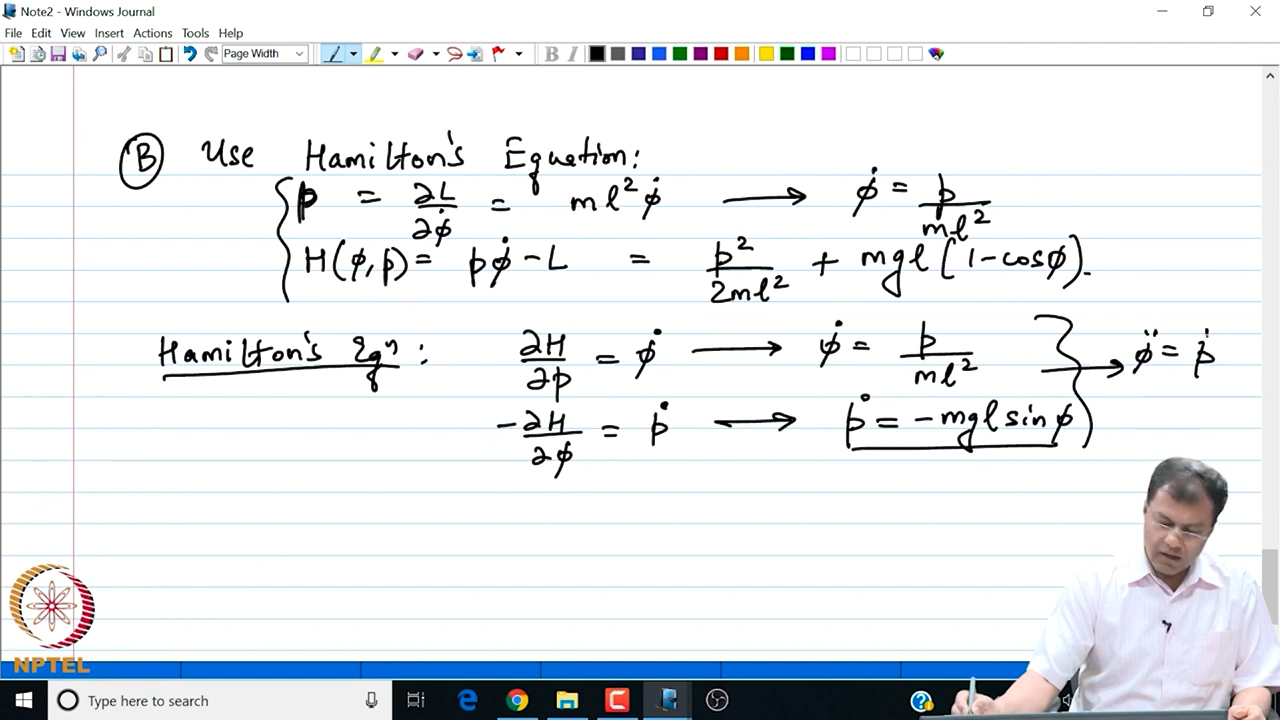 Note2 - Windows Journal
File Edit View Insert Actions Tools Help
Page Width
B I
Ⓑ Use Hamilton's Equation:
p = ∂L/∂φ̇ = ml²φ̇ ⟶ φ̇ = p/ml²
H(φ,p) = pφ̇ - L = p²/2ml² + mgl(1-cosφ).
Hamilton's Eqⁿ: ∂H/∂p = φ̇ ⟶ φ̇ = p/ml² } → φ̈ = ṗ
-∂H/∂φ = ṗ ⟶ ṗ = -mgl sinφ
NPTEL
Type here to search